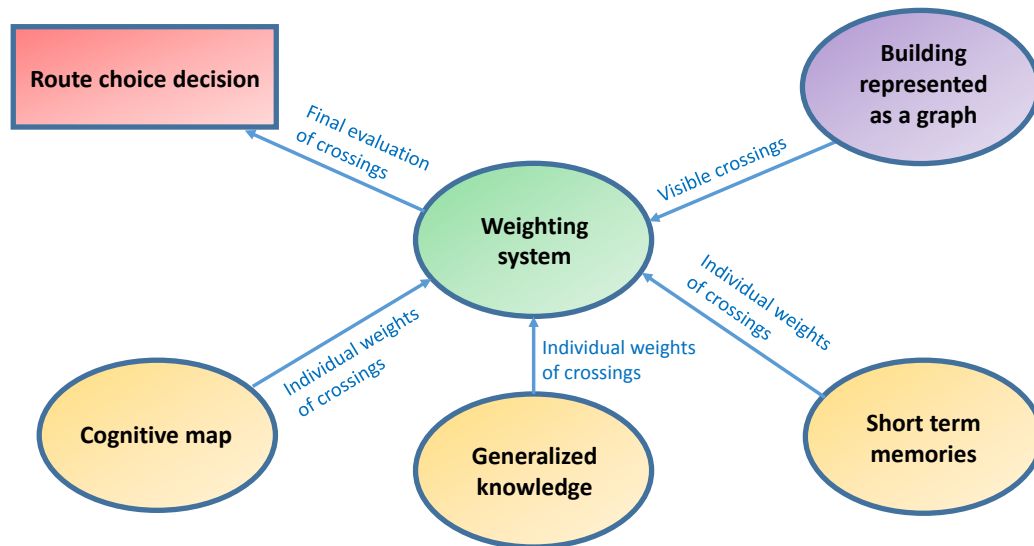 Route choice decision
Building
represented
as a graph
Final evaluation
of crossings
Visible crossings
Weighting
system
Individual weights
of crossings
Individual weights
of crossings
Individual weights
of crossings
Cognitive map
Generalized
knowledge
Short term
memories